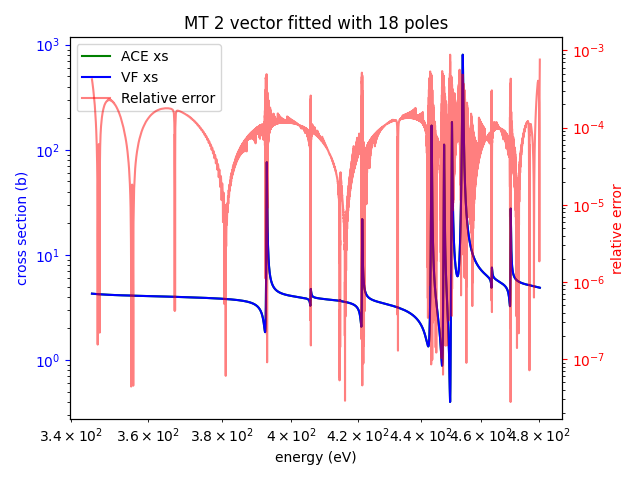 MT 2 vector fitted with 18 poles
ACE xs
VF xs
Relative error
10³
10²
10¹
10⁰
cross section (b)
10⁻³
10⁻⁴
10⁻⁵
10⁻⁶
10⁻⁷
relative error
3.4 × 10² 3.6 × 10² 3.8 × 10² 4 × 10² 4.2 × 10² 4.4 × 10² 4.6 × 10² 4.8 × 10²
energy (eV)